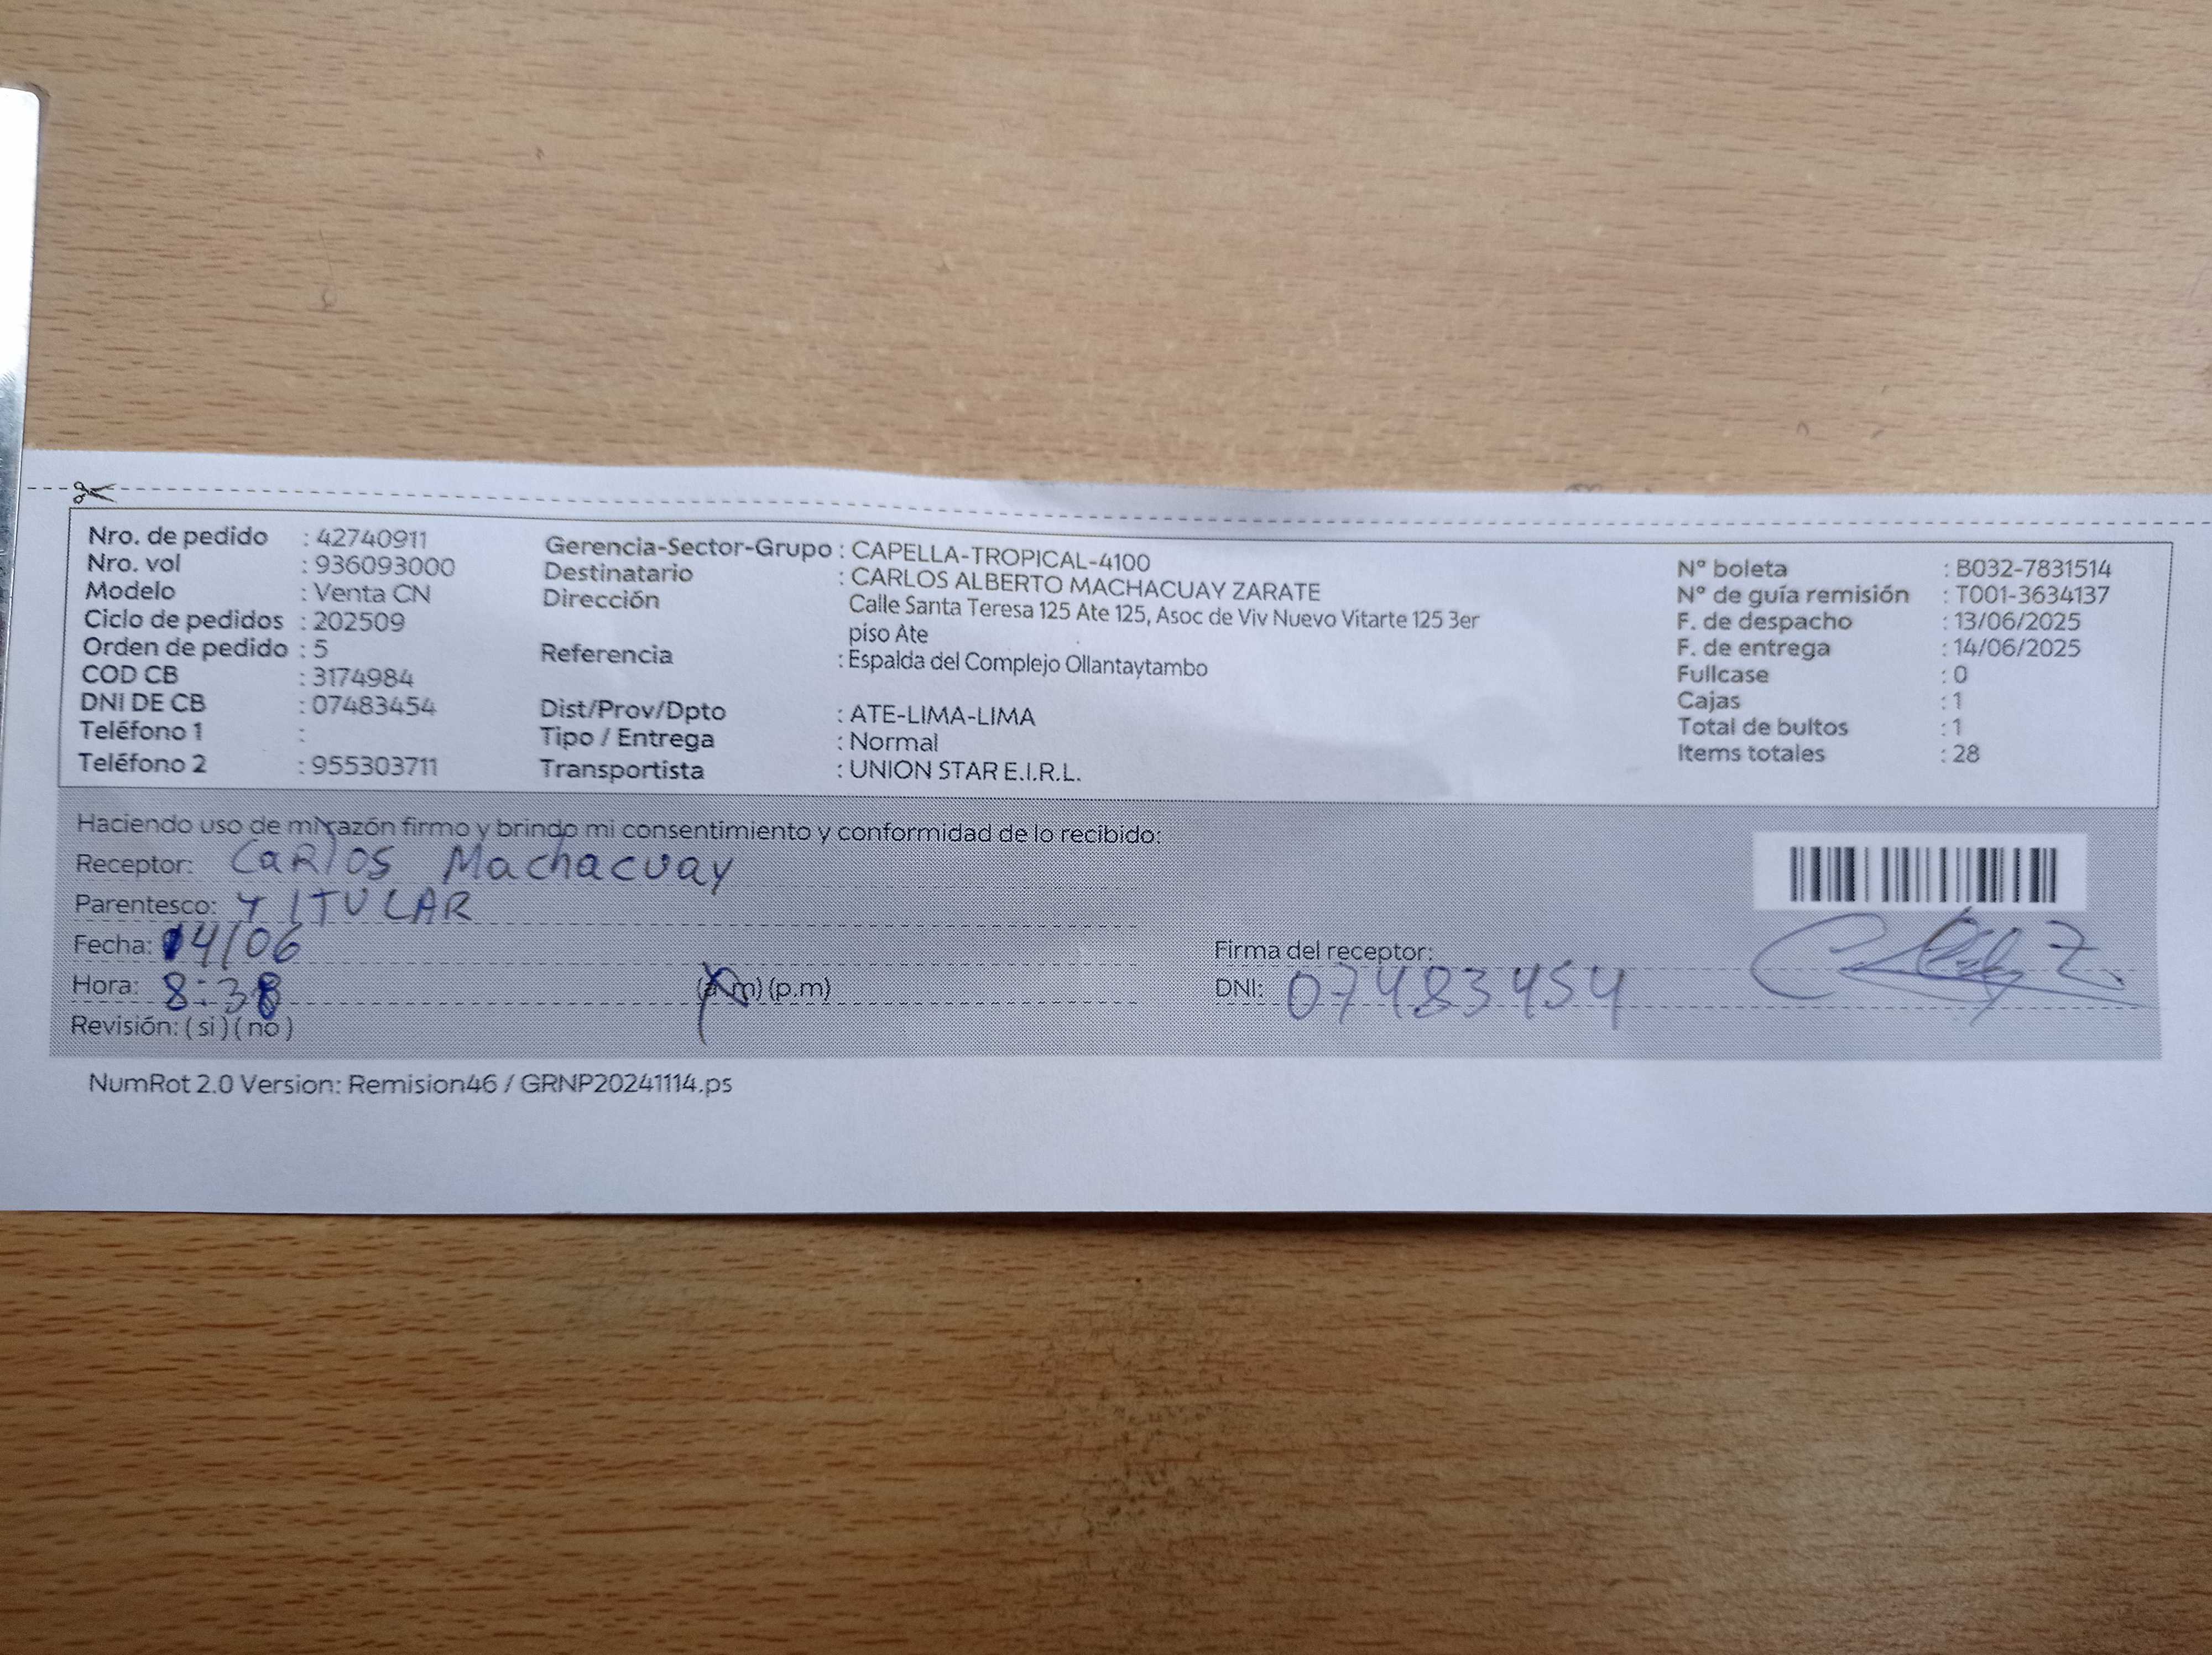 Nro. de pedido : 42740911
Nro. vol : 936093000
Modelo : Venta CN
Ciclo de pedidos : 202509
Orden de pedido : 5
COD CB : 3174984
DNI DE CB : 07483454
Teléfono 1 :
Teléfono 2 : 955303711
Gerencia-Sector-Grupo : CAPELLA-TROPICAL-4100
Destinatario : CARLOS ALBERTO MACHACUAY ZARATE
Dirección Calle Santa Teresa 125 Ate 125, Asoc de Viv Nuevo Vitarte 125 3er
piso Ate
Referencia : Espalda del Complejo Ollantaytambo
Dist/Prov/Dpto : ATE-LIMA-LIMA
Tipo / Entrega : Normal
Transportista : UNION STAR E.I.R.L.
N° boleta : B032-7831514
N° de guía remisión : T001-3634137
F. de despacho : 13/06/2025
F. de entrega : 14/06/2025
Fullcase : 0
Cajas : 1
Total de bultos : 1
Items totales : 28
Haciendo uso de mi razón firmo y brindo mi consentimiento y conformidad de lo recibido:
Receptor: CaRlos Machacuay
Parentesco: TITULAR
Fecha: 14/06
Hora: 8:38 (a.m) (p.m)
Revisión: ( si ) ( no )
Firma del receptor:
DNI: 07483454
NumRot 2.0 Version: Remision46 / GRNP20241114.ps